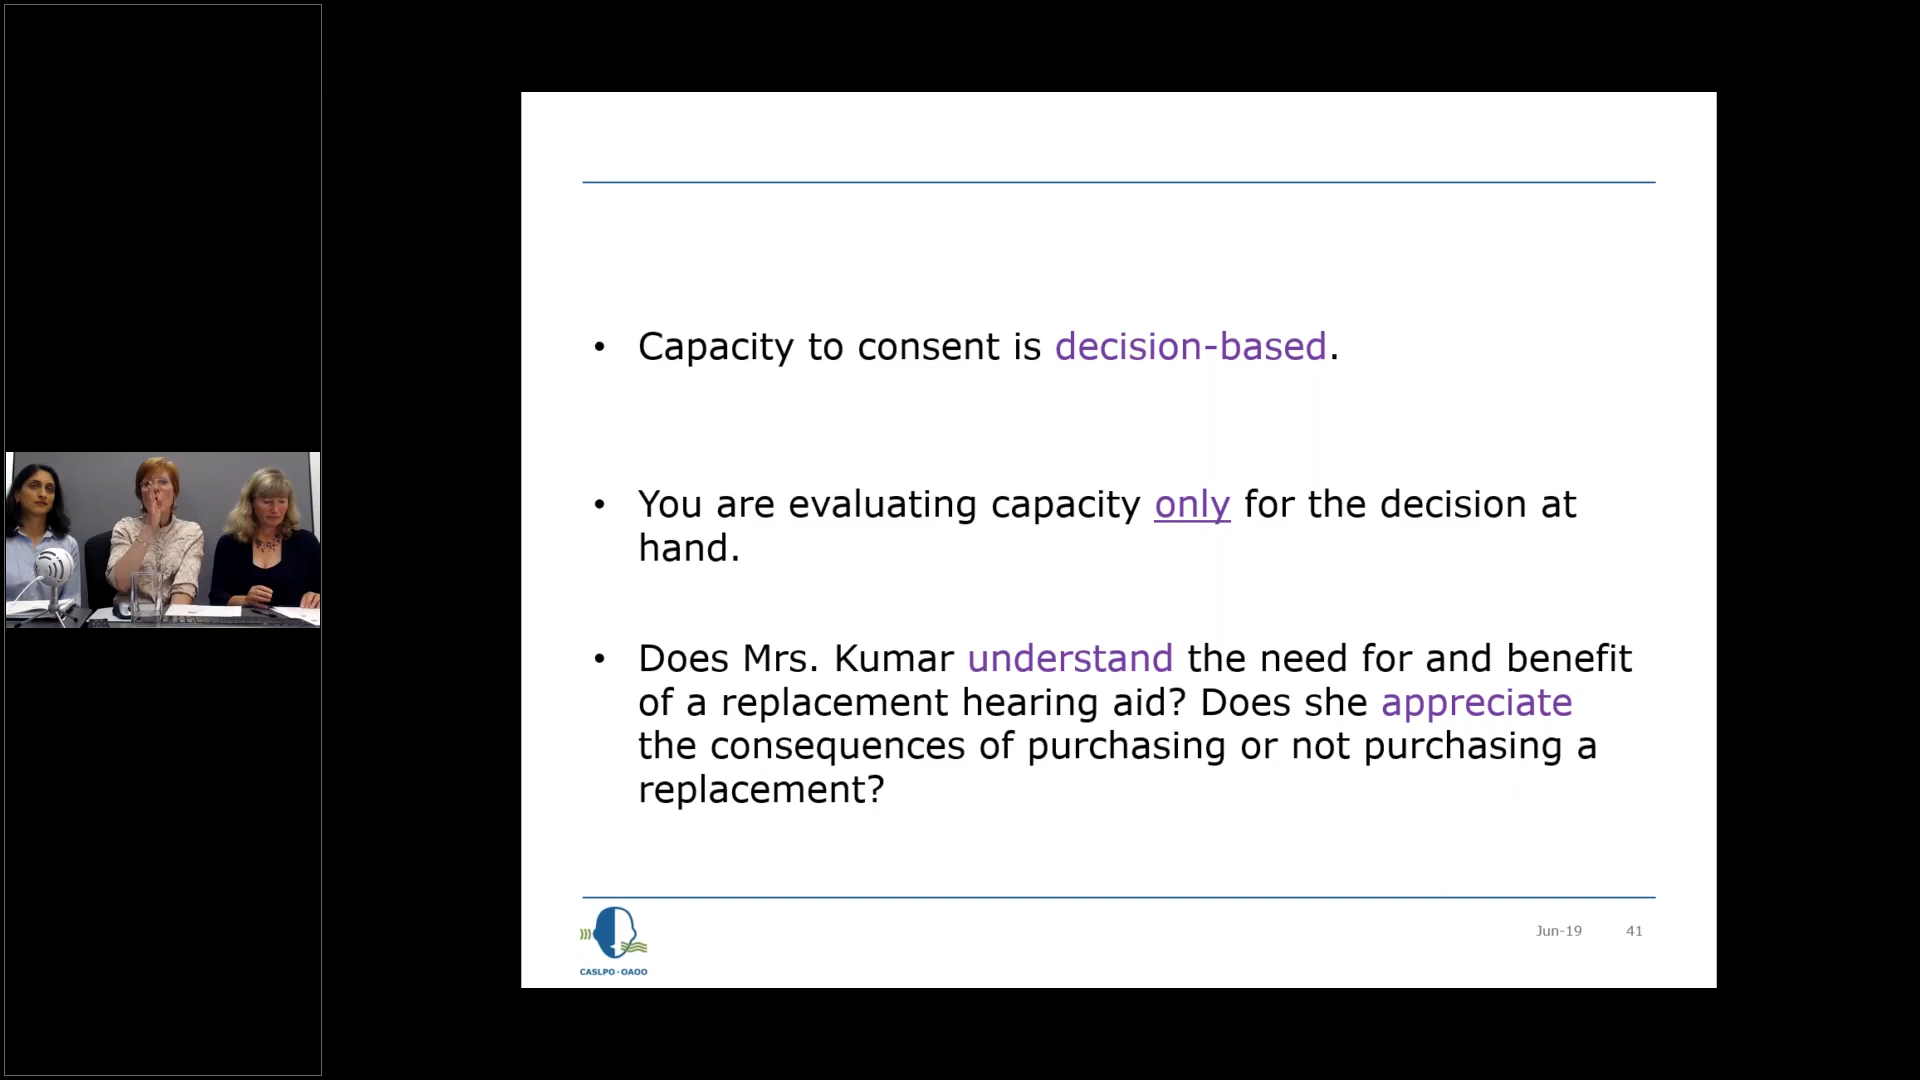 • Capacity to consent is decision-based.
• You are evaluating capacity only for the decision at
hand.
• Does Mrs. Kumar understand the need for and benefit
of a replacement hearing aid? Does she appreciate
the consequences of purchasing or not purchasing a
replacement?
CASLPO • OAOO
Jun-19 41